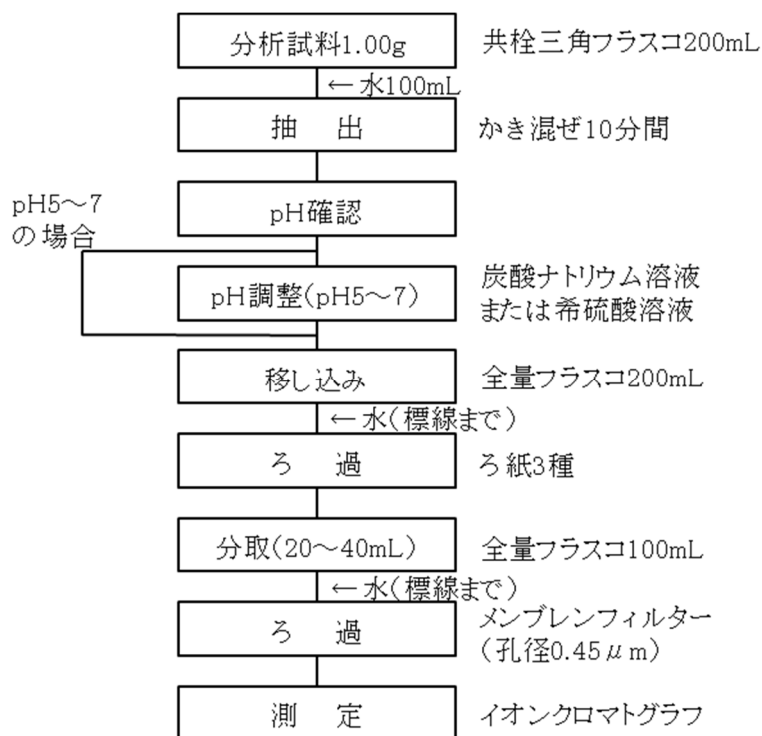 分析試料1.00g
共栓三角フラスコ200mL
←水100mL
抽　出
かき混ぜ10分間
pH確認
pH5～7
の場合
pH調整(pH5～7)
炭酸ナトリウム溶液
または希硫酸溶液
移し込み
全量フラスコ200mL
←水(標線まで)
ろ　過
ろ紙3種
分取(20～40mL)
全量フラスコ100mL
←水(標線まで)
ろ　過
メンブレンフィルター
(孔径0.45μm)
測　定
イオンクロマトグラフ